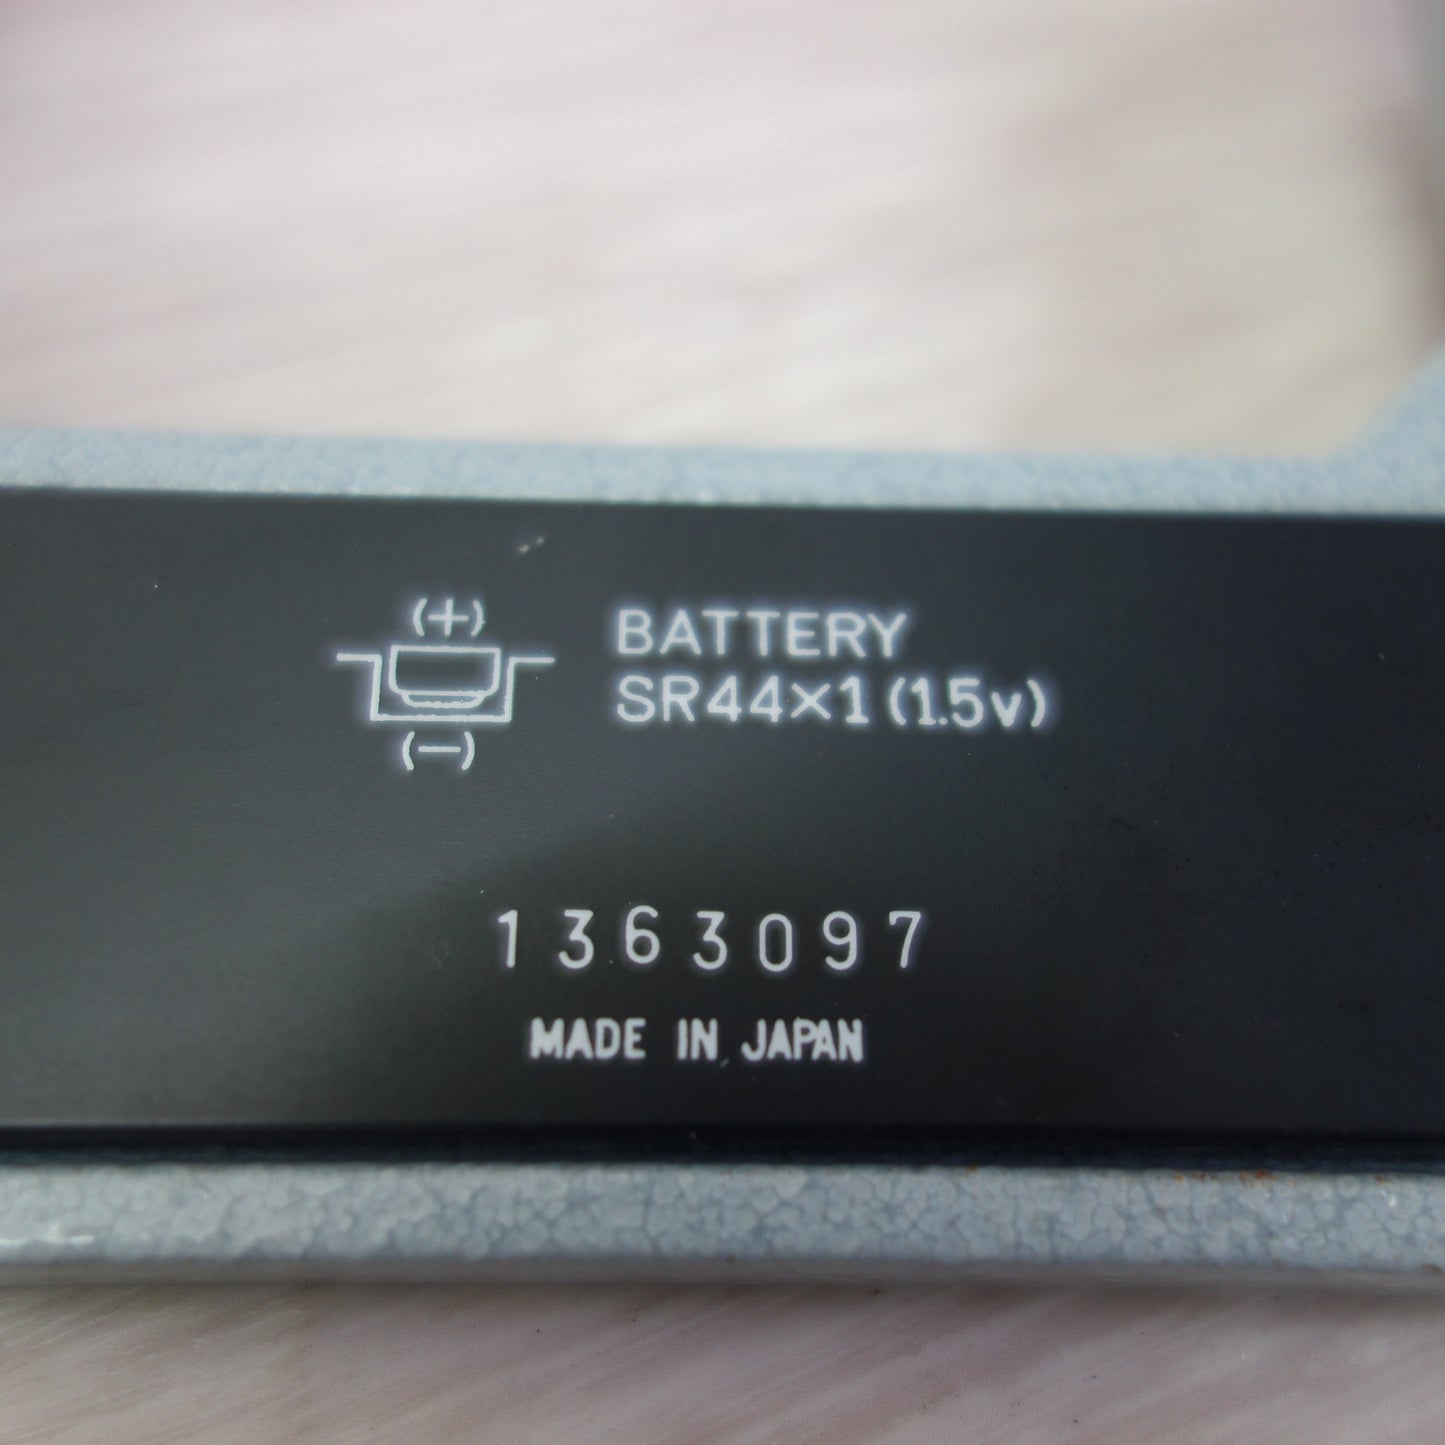 (+)
(−)
BATTERY
SR44×1 (1.5v)
1363097
MADE IN JAPAN